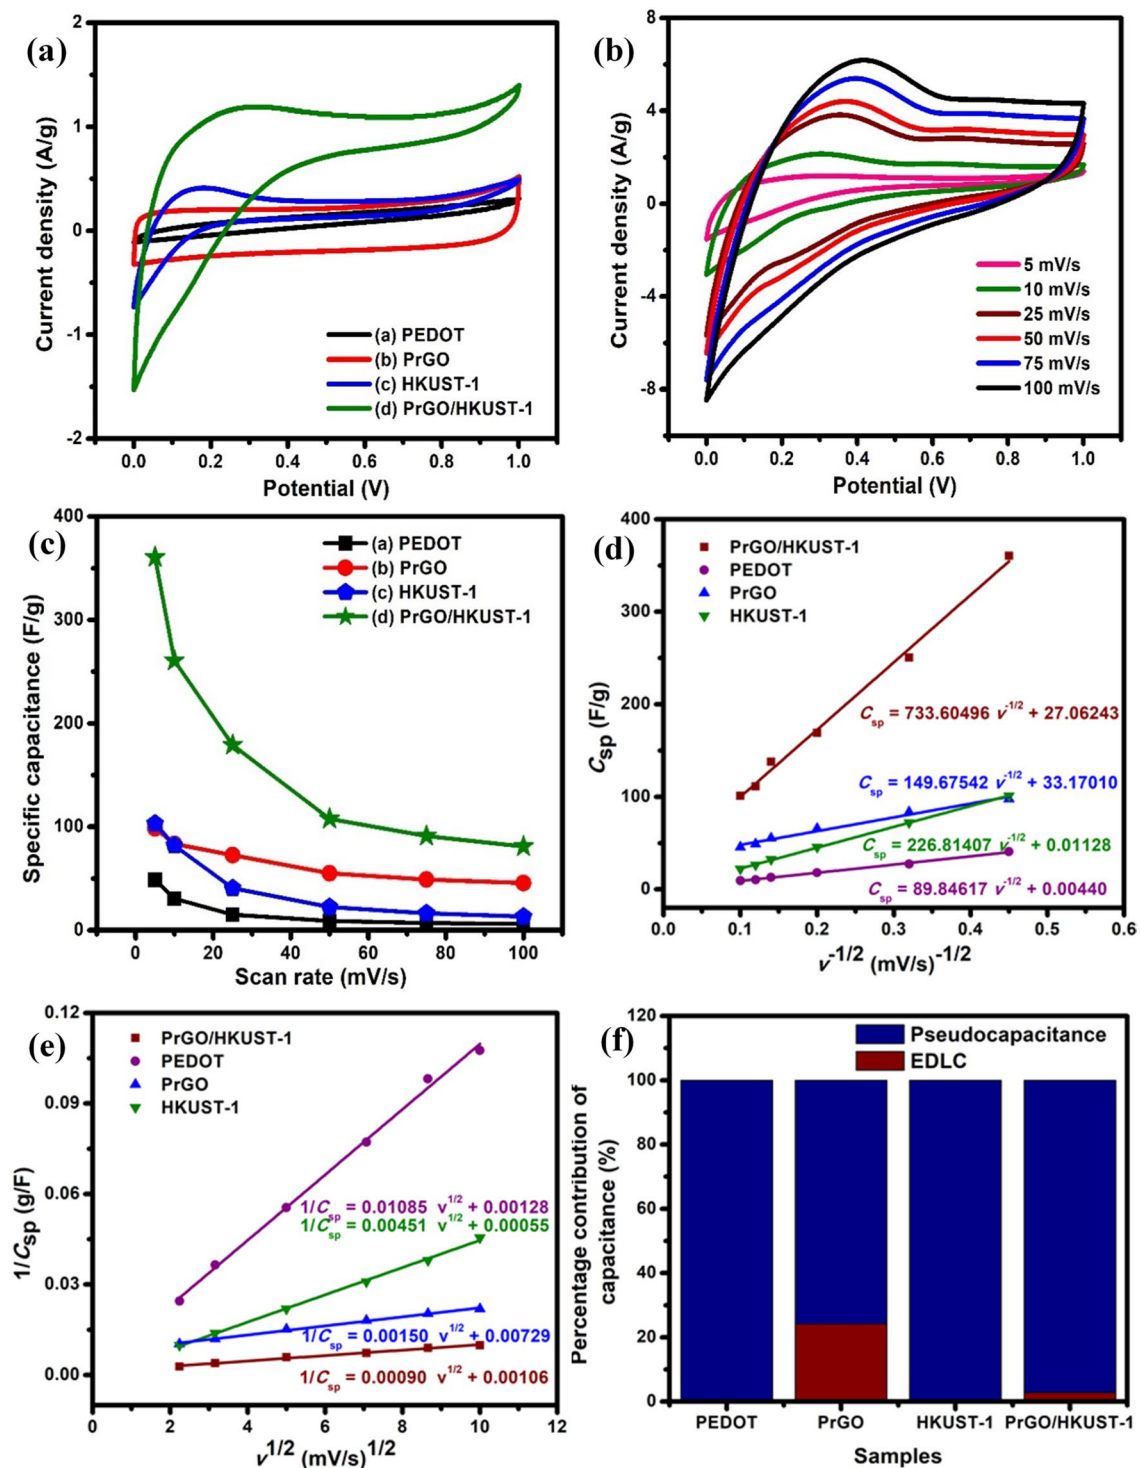 (a)
2
1
0
-1
-2
Current density (A/g)
0.0 0.2 0.4 0.6 0.8 1.0
Potential (V)
(a) PEDOT
(b) PrGO
(c) HKUST-1
(d) PrGO/HKUST-1
(b)
8
4
0
-4
-8
Current density (A/g)
0.0 0.2 0.4 0.6 0.8 1.0
Potential (V)
5 mV/s
10 mV/s
25 mV/s
50 mV/s
75 mV/s
100 mV/s
(c)
400
300
200
100
0
Specific capacitance (F/g)
0 20 40 60 80 100
Scan rate (mV/s)
(a) PEDOT
(b) PrGO
(c) HKUST-1
(d) PrGO/HKUST-1
(d)
400
300
200
100
0
Csp (F/g)
0.0 0.1 0.2 0.3 0.4 0.5 0.6
v-1/2 (mV/s)-1/2
PrGO/HKUST-1
PEDOT
PrGO
HKUST-1
Csp = 733.60496 v-1/2 + 27.06243
Csp = 149.67542 v-1/2 + 33.17010
Csp = 226.81407 v-1/2 + 0.01128
Csp = 89.84617 v-1/2 + 0.00440
(e)
0.12
0.09
0.06
0.03
0.00
1/Csp (g/F)
0 2 4 6 8 10 12
v1/2 (mV/s)1/2
PrGO/HKUST-1
PEDOT
PrGO
HKUST-1
1/Csp = 0.01085 v1/2 + 0.00128
1/Csp = 0.00451 v1/2 + 0.00055
1/Csp = 0.00150 v1/2 + 0.00729
1/Csp = 0.00090 v1/2 + 0.00106
(f)
120
100
80
60
40
20
0
Percentage contribution of
capacitance (%)
Pseudocapacitance
EDLC
PEDOT PrGO HKUST-1 PrGO/HKUST-1
Samples